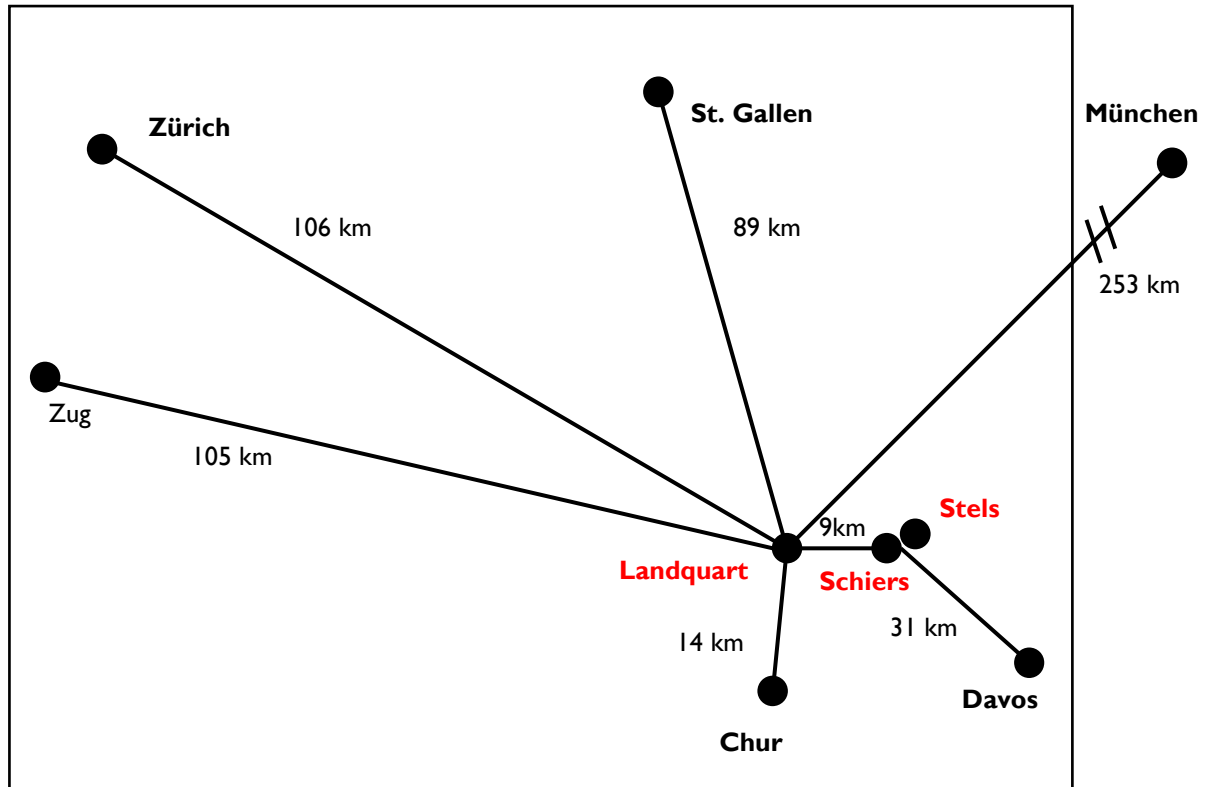 St. Gallen
München
Zürich
106 km
89 km
253 km
Zug
105 km
Stels
9km
Landquart
Schiers
31 km
14 km
Davos
Chur